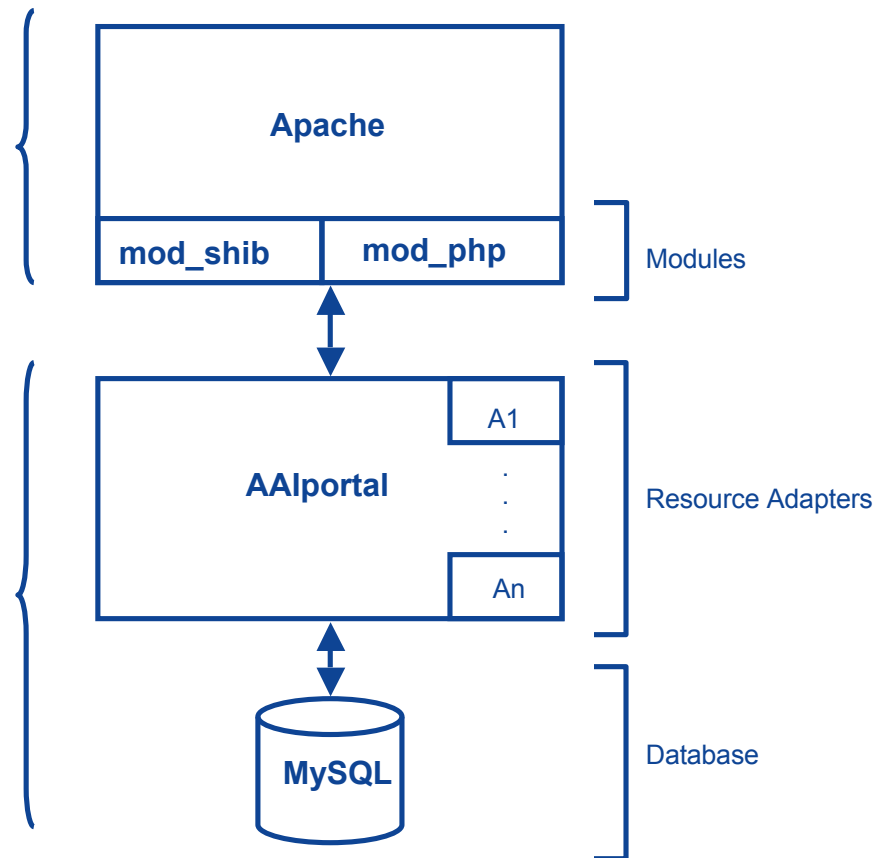 Apache
mod_shib
mod_php
Modules
A1
AAIportal
.
.
.
Resource Adapters
An
MySQL
Database